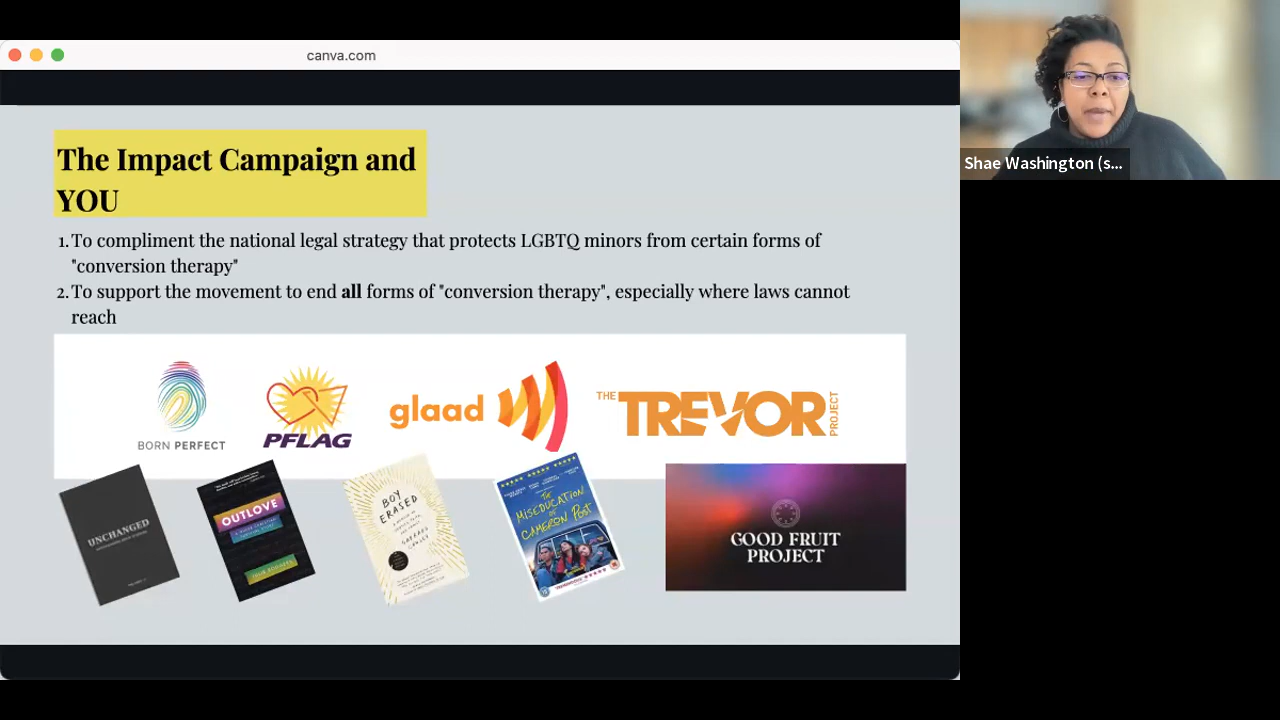 canva.com
The Impact Campaign and
YOU
1. To compliment the national legal strategy that protects LGBTQ minors from certain forms of
"conversion therapy"
2. To support the movement to end all forms of "conversion therapy", especially where laws cannot
reach
BORN PERFECT
PFLAG
glaad
THE TREVOR PROJECT
UNCHANGED
OUTLOVE
BOY
ERASED
GARRARD
CONLEY
THE
MISEDUCATION
OF
CAMERON POST
GOOD FRUIT
PROJECT
Shae Washington (s...